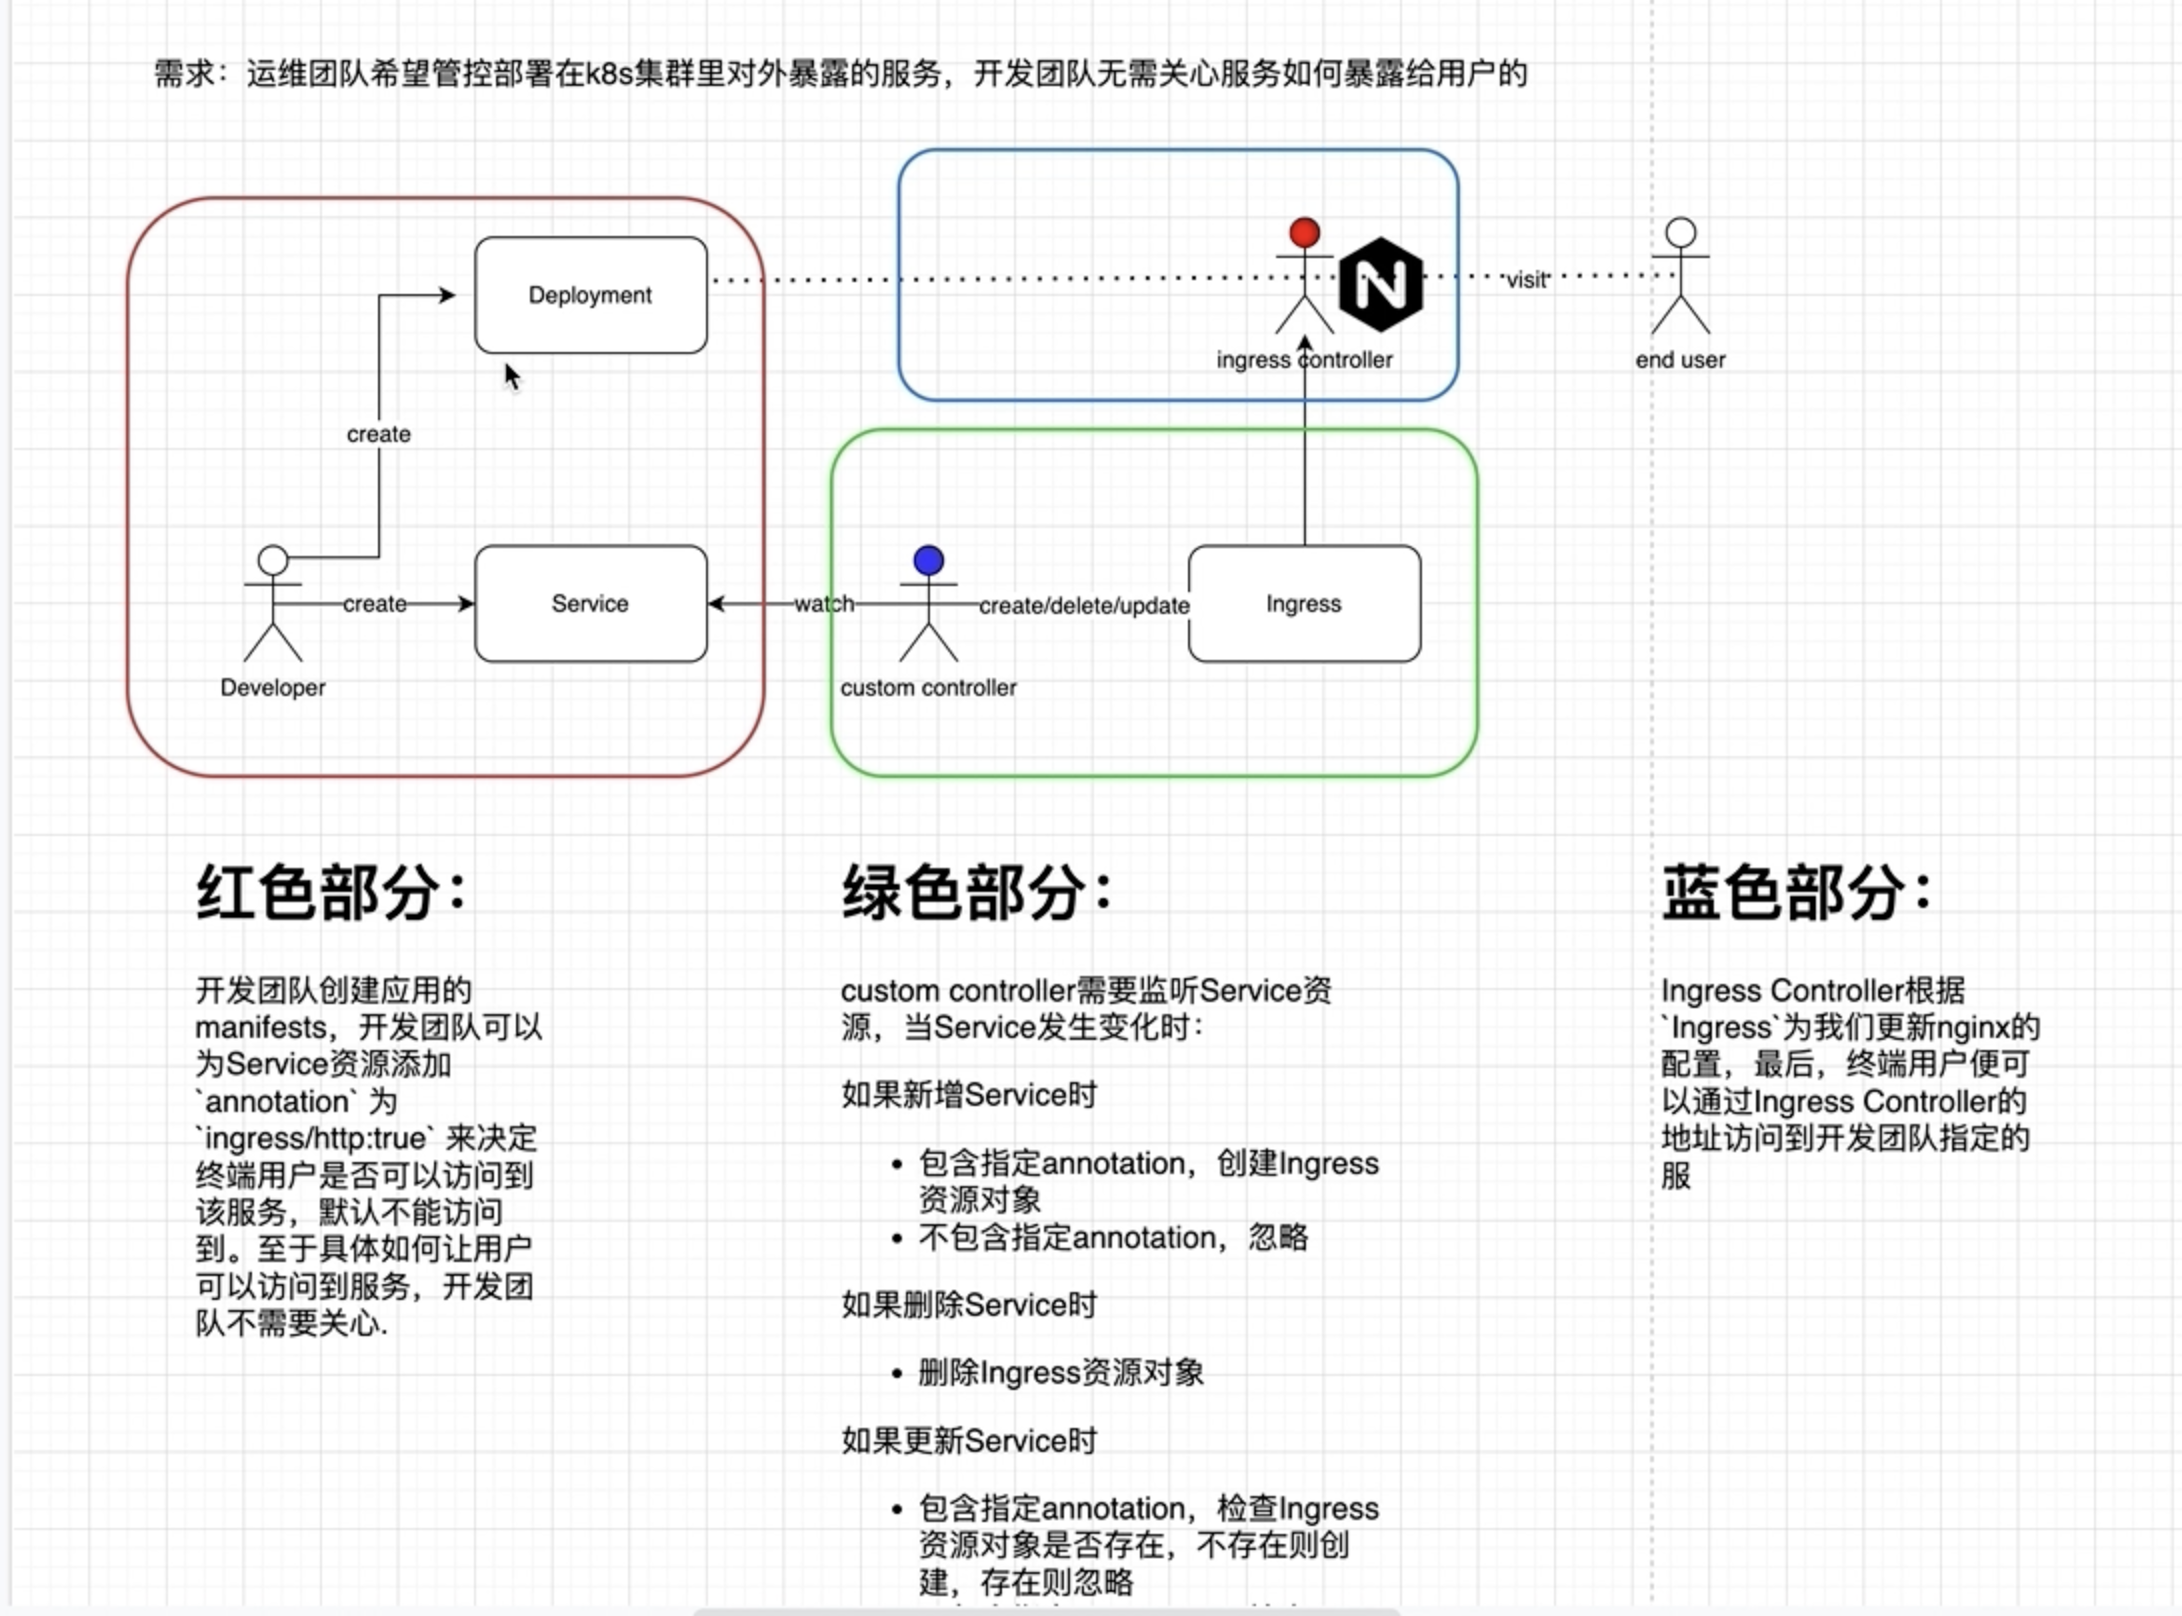 需求：运维团队希望管控部署在k8s集群里对外暴露的服务，开发团队无需关心服务如何暴露给用户的
Deployment
visit
ingress controller
end user
create
create
Service
watch
create/delete/update
Ingress
Developer
custom controller
红色部分：
开发团队创建应用的
manifests，开发团队可以
为Service资源添加
`annotation` 为
`ingress/http:true` 来决定
终端用户是否可以访问到
该服务，默认不能访问
到。至于具体如何让用户
可以访问到服务，开发团
队不需要关心.
绿色部分：
custom controller需要监听Service资
源，当Service发生变化时：
如果新增Service时
• 包含指定annotation，创建Ingress
资源对象
• 不包含指定annotation，忽略
如果删除Service时
• 删除Ingress资源对象
如果更新Service时
• 包含指定annotation，检查Ingress
资源对象是否存在，不存在则创
建，存在则忽略
蓝色部分：
Ingress Controller根据
`Ingress`为我们更新nginx的
配置，最后，终端用户便可
以通过Ingress Controller的
地址访问到开发团队指定的
服